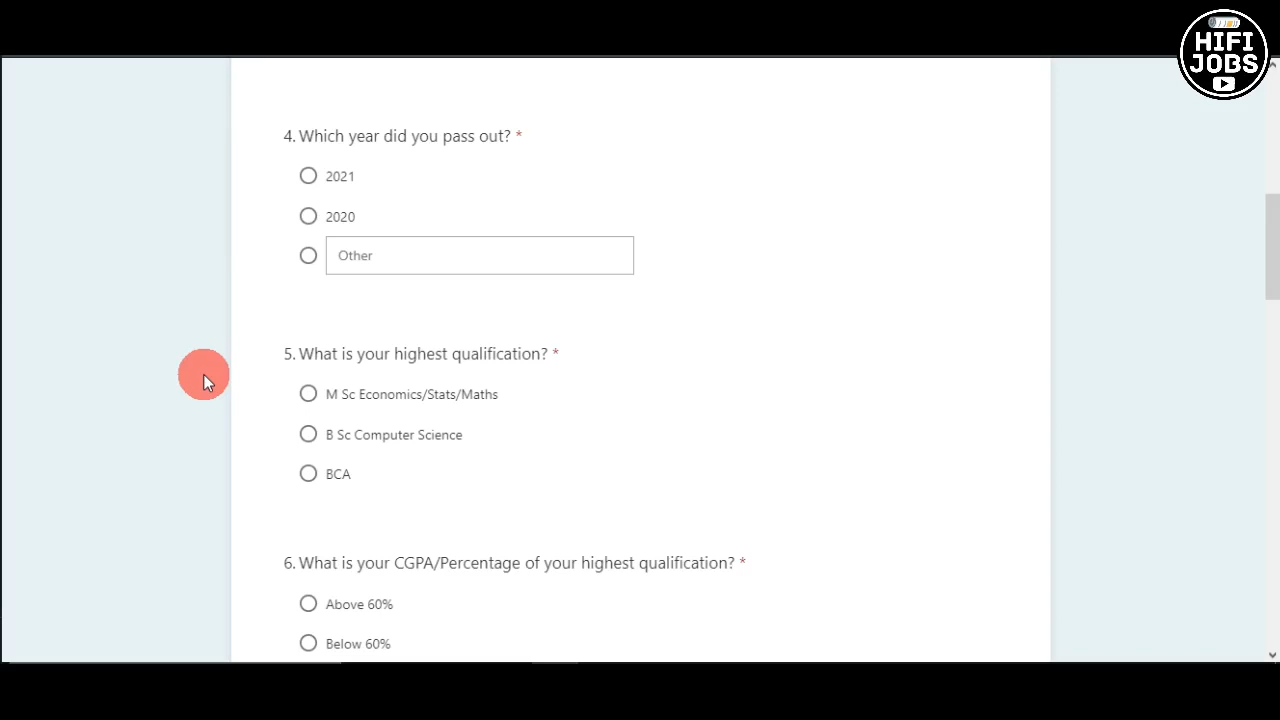 HIFI
JOBS
4. Which year did you pass out? *
2021
2020
Other
5. What is your highest qualification? *
M Sc Economics/Stats/Maths
B Sc Computer Science
BCA
6. What is your CGPA/Percentage of your highest qualification? *
Above 60%
Below 60%